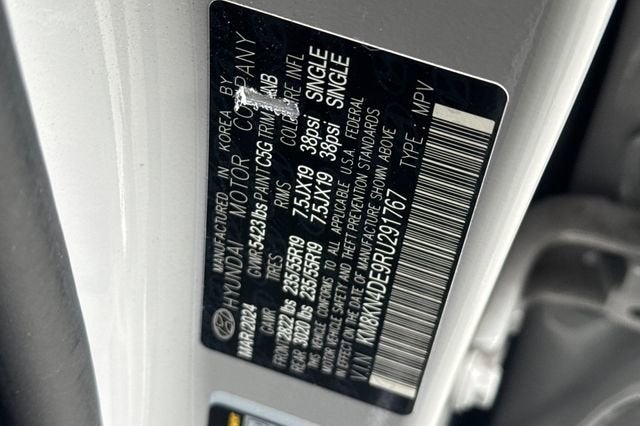 MANUFACTURED IN KOREA BY
HYUNDAI MOTOR COMPANY
MAR/2024 GVWR 5423 lbs PAINT C5G TRIM
GAWR TIRES RIMS COLD TIRE INFL
FRONT 2822 lbs 235/55R19 7.5JX19 38psi SINGLE
REAR 3020 lbs 235/55R19 7.5JX19 38psi SINGLE
THIS VEHICLE CONFORMS TO ALL APPLICABLE U.S.A. FEDERAL
MOTOR VEHICLE SAFETY AND THEFT PREVENTION STANDARDS
IN EFFECT ON THE DATE OF MANUFACTURE SHOWN ABOVE
V.I.N. KM8KN4DE9RU291767 TYPE : MPV